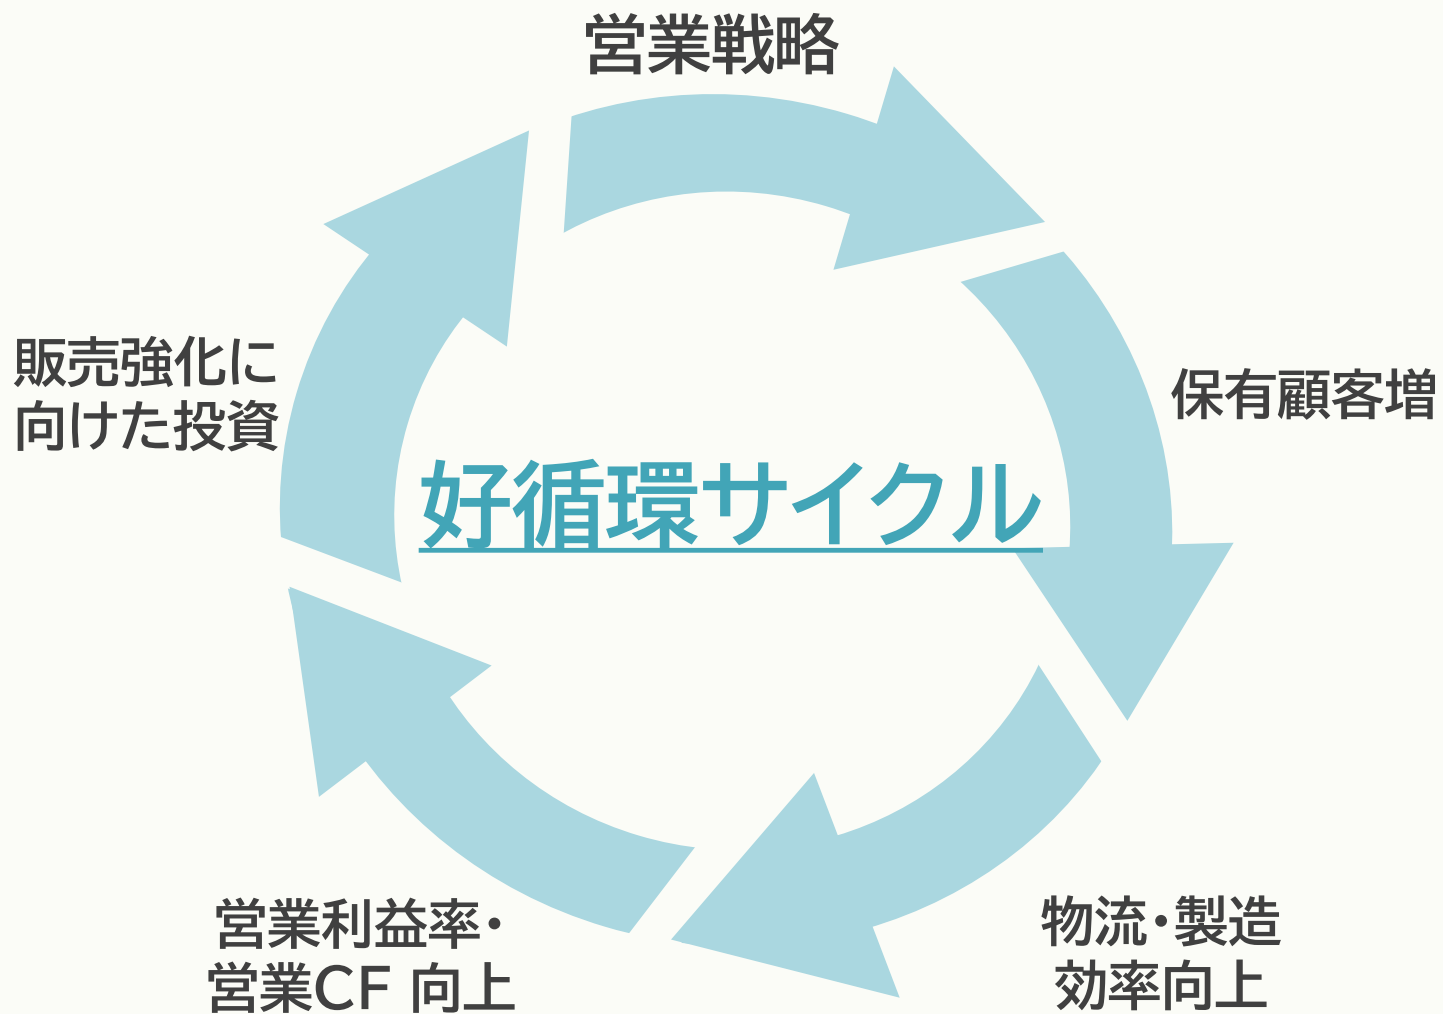 営業戦略
保有顧客増
物流・製造
効率向上
営業利益率・
営業CF 向上
販売強化に
向けた投資
好循環サイクル